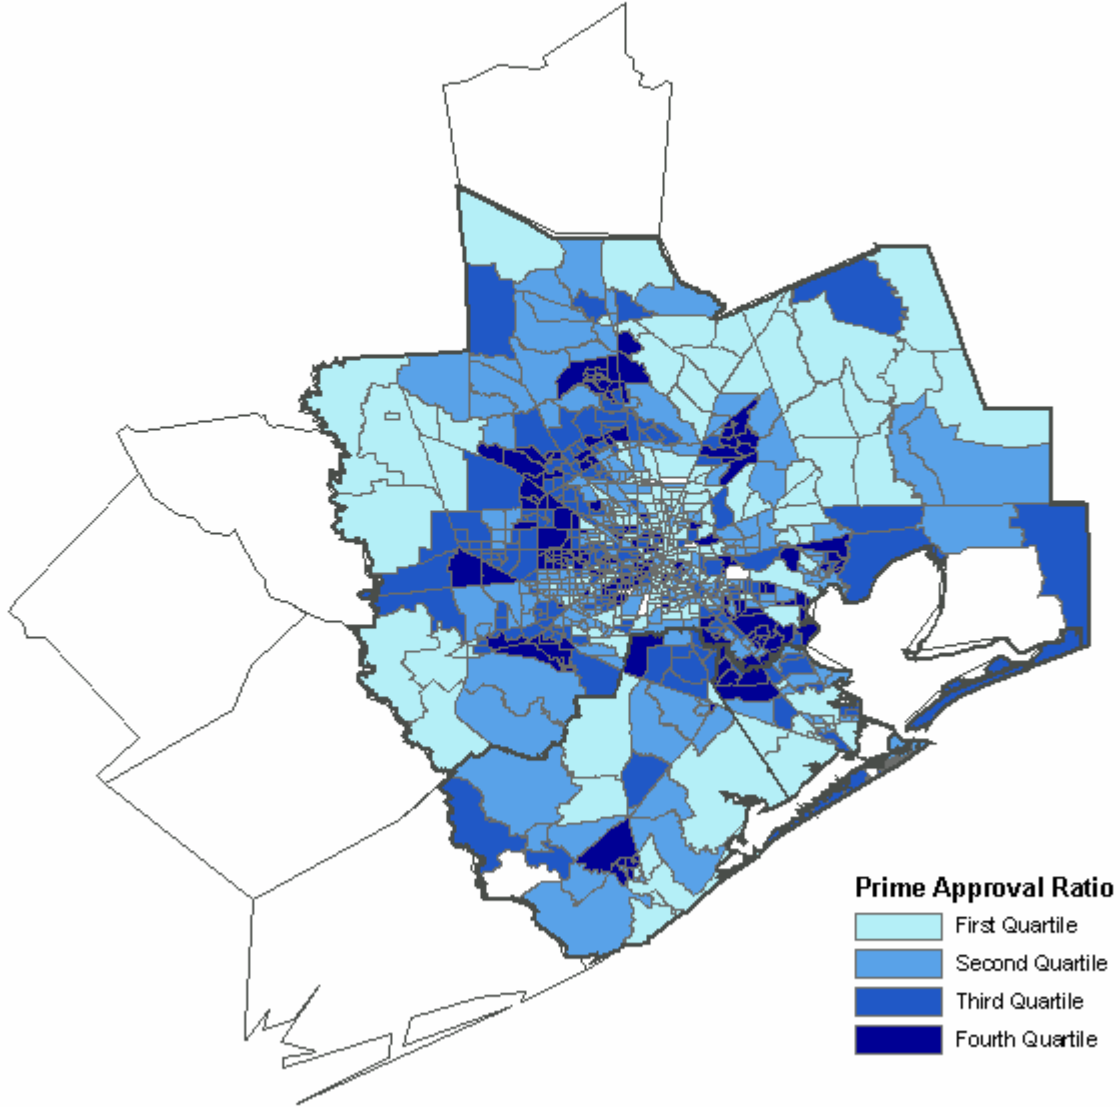 Prime Approval Ratio
First Quartile
Second Quartile
Third Quartile
Fourth Quartile